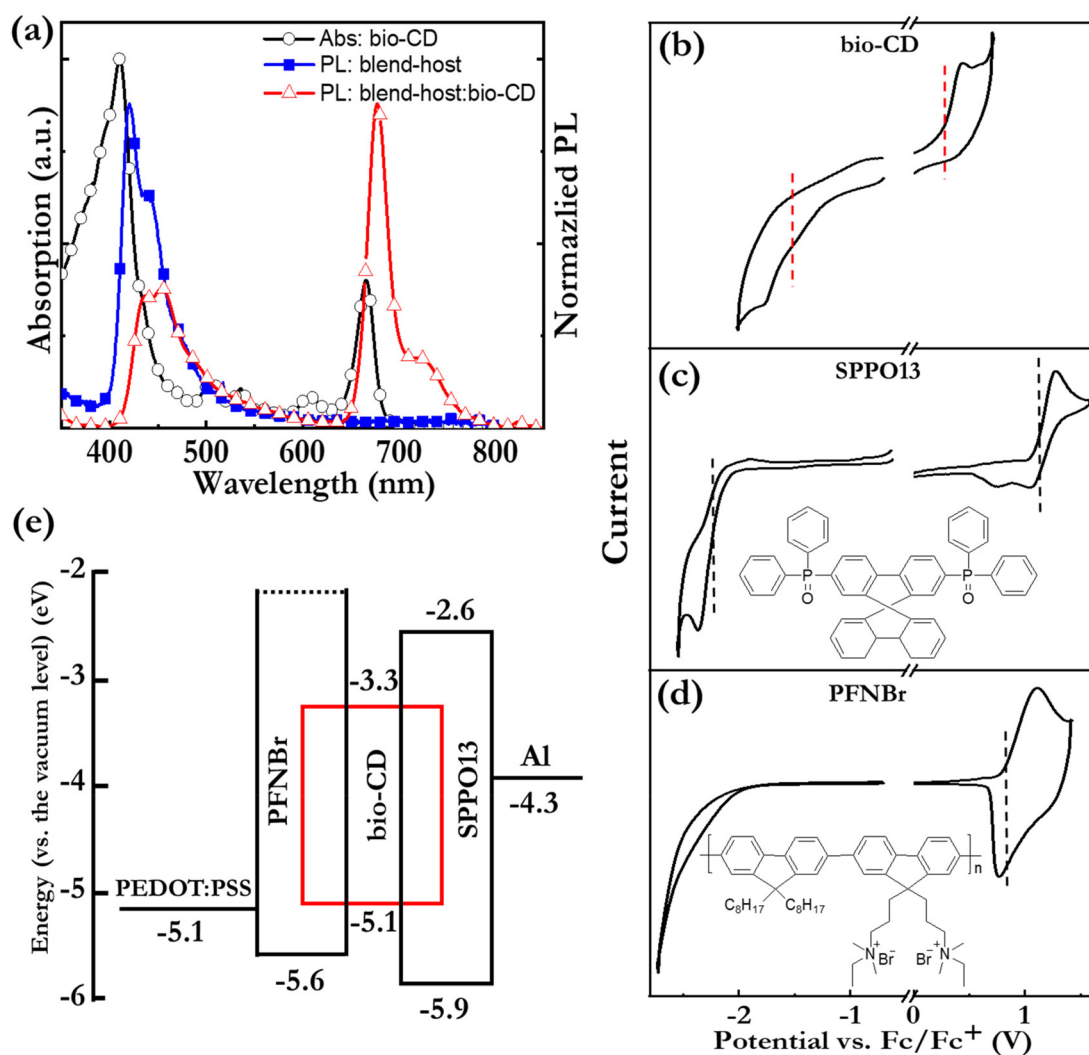 (a)
Abs: bio-CD
PL: blend-host
PL: blend-host:bio-CD
Absorption (a.u.)
Normazlied PL
400 500 600 700 800
Wavelength (nm)
(b)
bio-CD
(c)
SPPO13
P
O
P
O
(d)
PFNBr
n
C8H17 C8H17
N+
Br−
Br−
N+
Current
-2 -1 0 1
Potential vs. Fc/Fc+ (V)
(e)
Energy (vs. the vacuum level) (eV)
-2
-3
-4
-5
-6
-2.6
-3.3
PFNBr
bio-CD
SPPO13
Al
-4.3
PEDOT:PSS
-5.1
-5.1
-5.6
-5.9